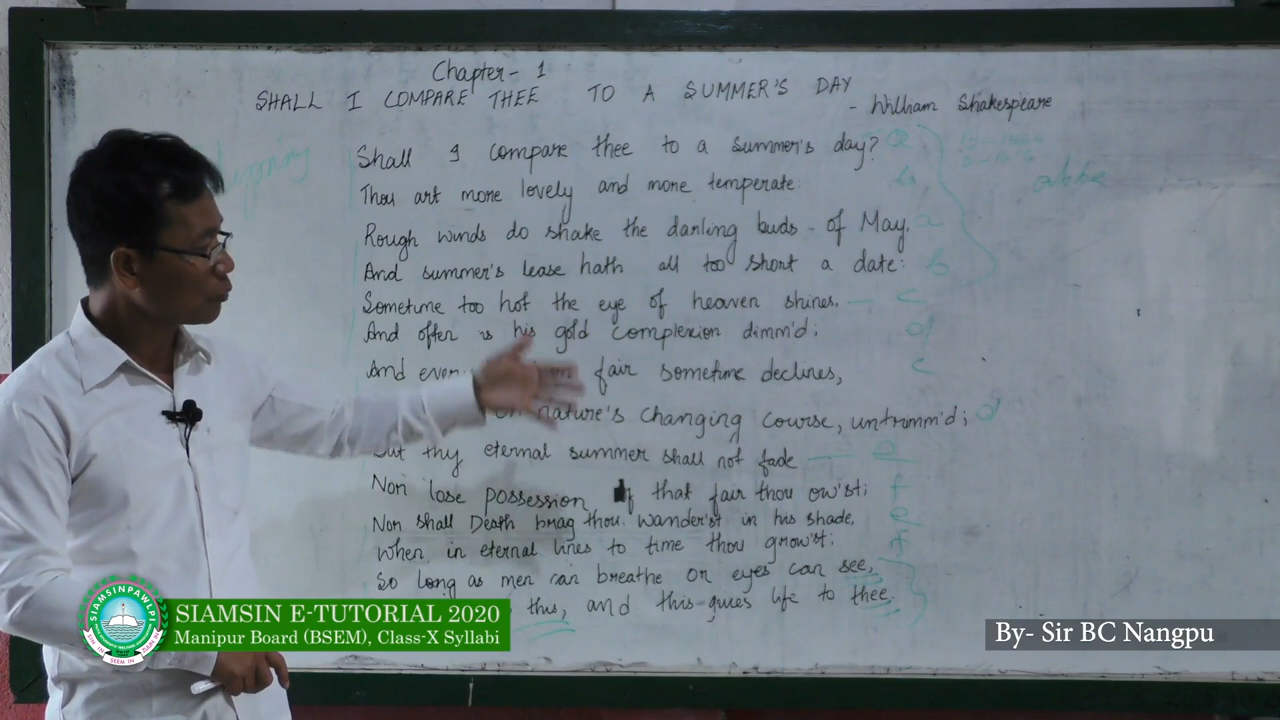 Chapter - 1
SHALL I COMPARE THEE TO A SUMMER'S DAY
- William Shakespeare
Shall I compare thee to a summer's day? a
Thou art more lovely and more temperate: b
Rough winds do shake the darling buds of May, a
And summer's lease hath all too short a date: b
Sometime too hot the eye of heaven shines. c
And often is his gold complexion dimm'd; d
And every fair sometime declines, c
nature's changing course, untrimm'd; d
But thy eternal summer shall not fade e
Nor lose possession of that fair thou ow'st; f
Nor shall Death brag thou wander'st in his shade, e
When in eternal lines to time thou grow'st: f
So long as men can breathe or eyes can see,
this, and this gives life to thee.
SIAMSINPAWLPI
SIAMSIN E-TUTORIAL 2020
Manipur Board (BSEM), Class-X Syllabi
By- Sir BC Nangpu